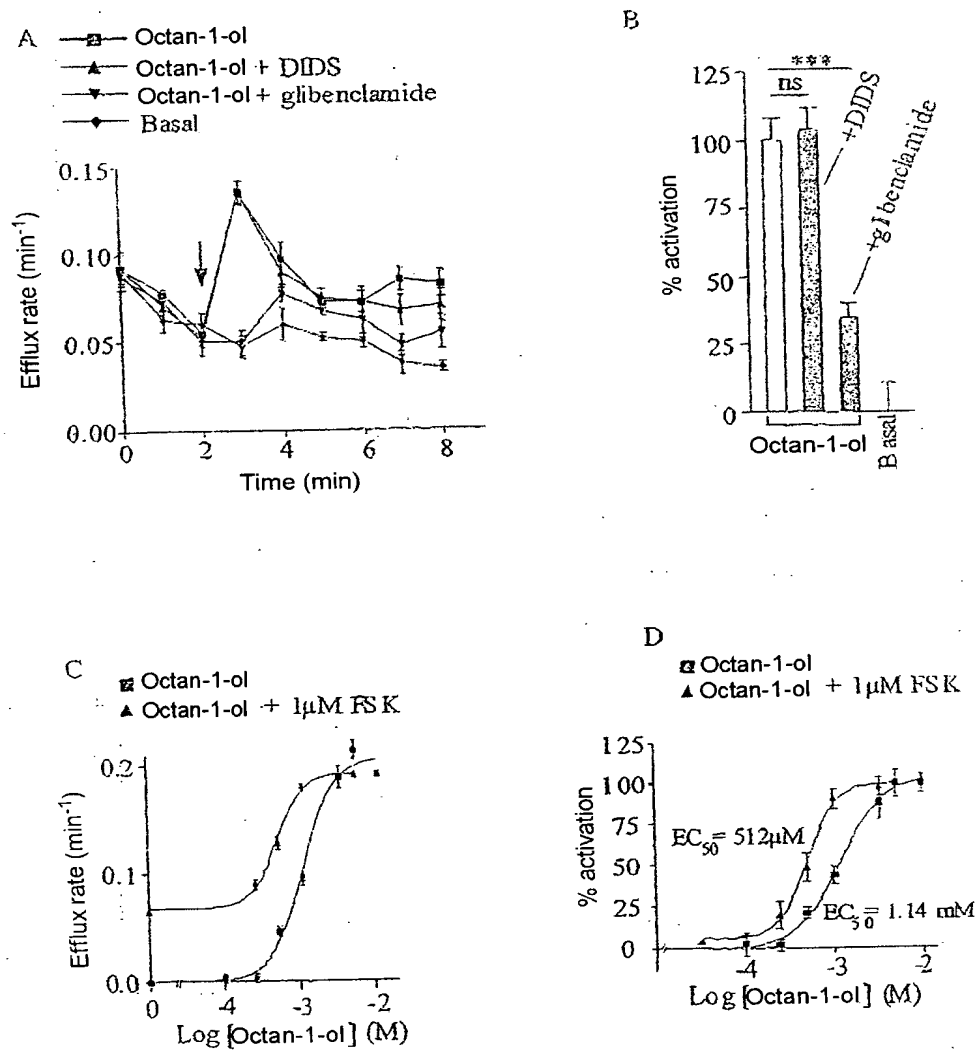 A
Octan-1-ol
Octan-1-ol + DIDS
Octan-1-ol + glibenclamide
Basal
0.15
0.10
0.05
0.00
Efflux rate (min⁻¹)
0 2 4 6 8
Time (min)
B
125
100
75
50
25
0
% activation
***
ns
+DIDS
+glibenclamide
Octan-1-ol
Basal
C
Octan-1-ol
Octan-1-ol + 1µM FSK
0.2
0.1
0.0
Efflux rate (min⁻¹)
0 -4 -3 -2
Log [Octan-1-ol] (M)
D
Octan-1-ol
Octan-1-ol + 1µM FSK
125
100
75
50
25
0
% activation
EC₅₀= 512µM
EC₅₀= 1.14 mM
-4 -3 -2
Log [Octan-1-ol] (M)